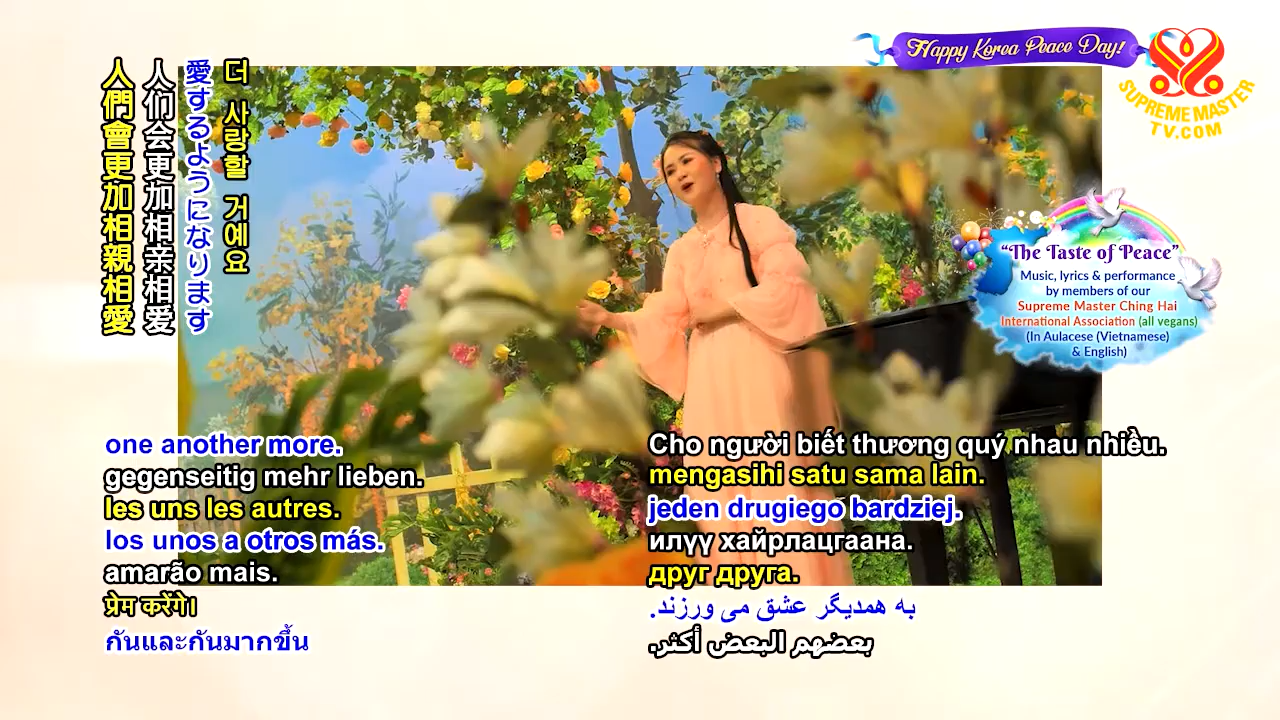 Happy Korea Peace Day!
SUPREME MASTER
TV.COM
人們會更加相親相愛
人们会更加相亲相爱
愛するようになります
더 사랑할 거예요
“The Taste of Peace”
Music, lyrics & performance
by members of our
Supreme Master Ching Hai
International Association (all vegans)
(In Aulacese (Vietnamese)
& English)
one another more.
gegenseitig mehr lieben.
les uns les autres.
los unos a otros más.
amarão mais.
प्रेम करेंगे।
กันและกันมากขึ้น
Cho người biết thương quý nhau nhiều.
mengasihi satu sama lain.
jeden drugiego bardziej.
илүү хайрлацгаана.
друг друга.
به همدیگر عشق می ورزند.
بعضهم البعض أكثر.